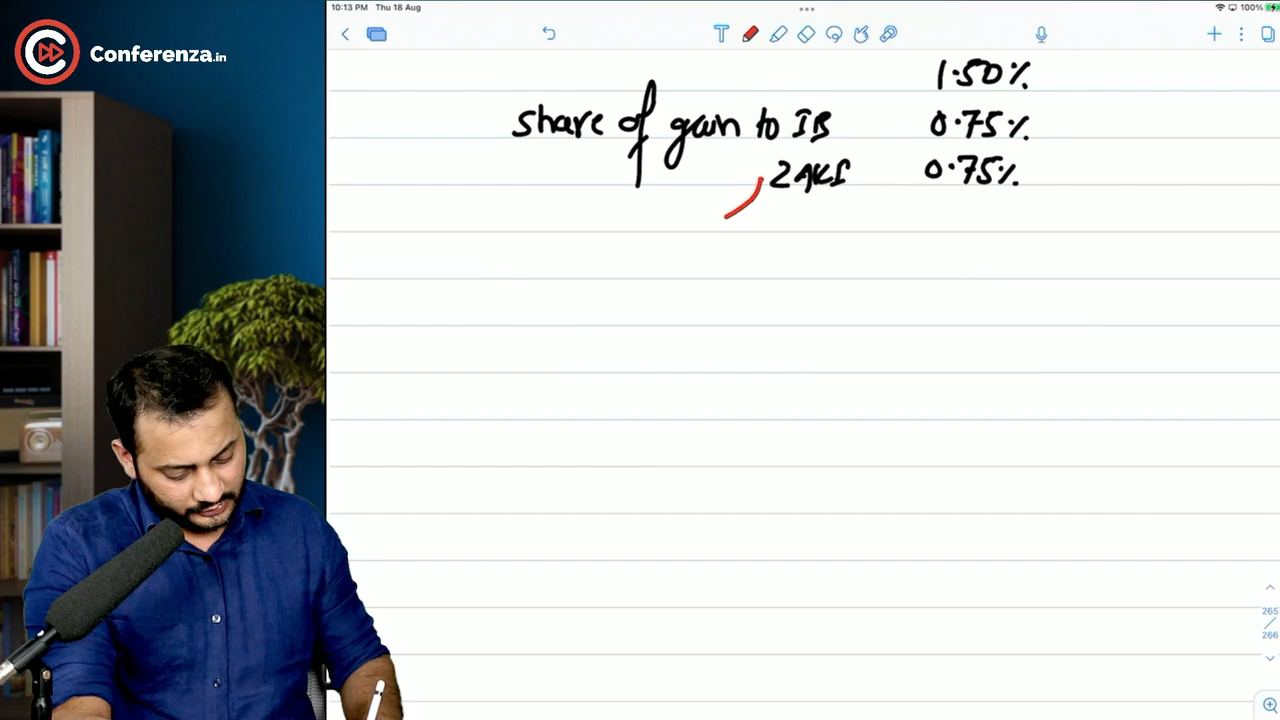 Conferenza.in
10:13 PM Thu 18 Aug
100%
1.50%
share of gain to IB 0.75%
ZAKI 0.75%
265
266